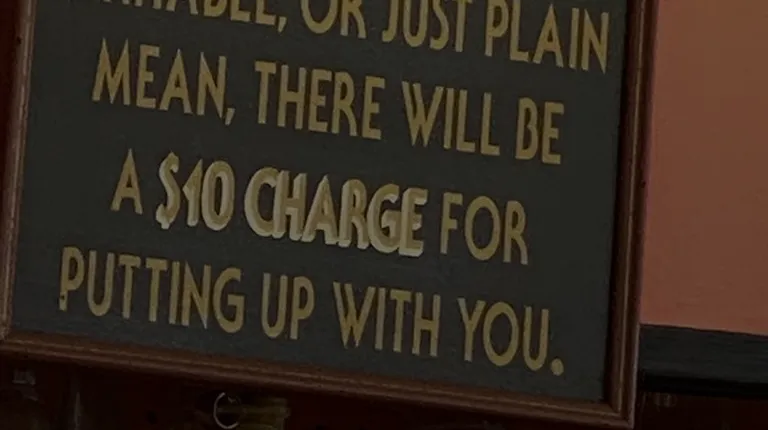 OR JUST PLAIN
MEAN, THERE WILL BE
A $10 CHARGE FOR
PUTTING UP WITH YOU.